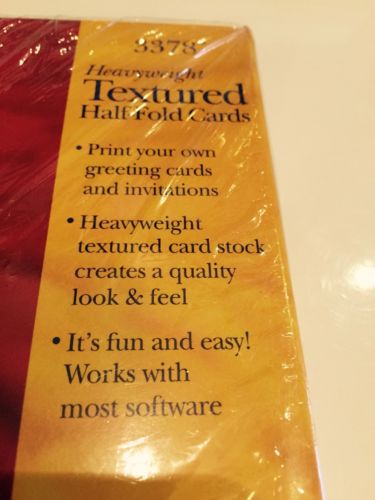 3378
Heavyweight
Textured
Half-Fold Cards
• Print your own
greeting cards
and invitations
• Heavyweight
textured card stock
creates a quality
look & feel
• It's fun and easy!
Works with
most software